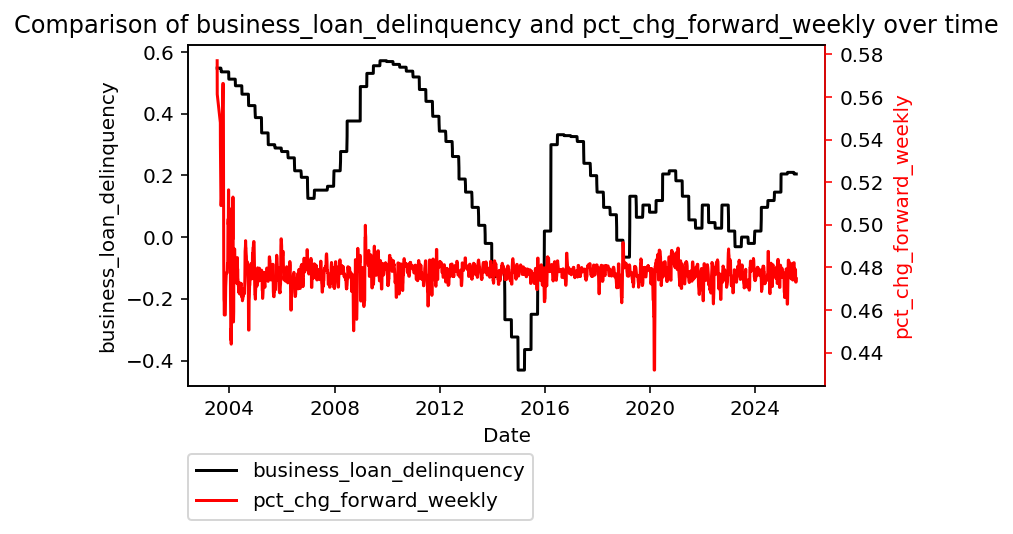 Comparison of business_loan_delinquency and pct_chg_forward_weekly over time
business_loan_delinquency
0.6
0.4
0.2
0.0
−0.2
−0.4
0.58
0.56
0.54
0.52
0.50
0.48
0.46
0.44
pct_chg_forward_weekly
2004 2008 2012 2016 2020 2024
Date
business_loan_delinquency
pct_chg_forward_weekly